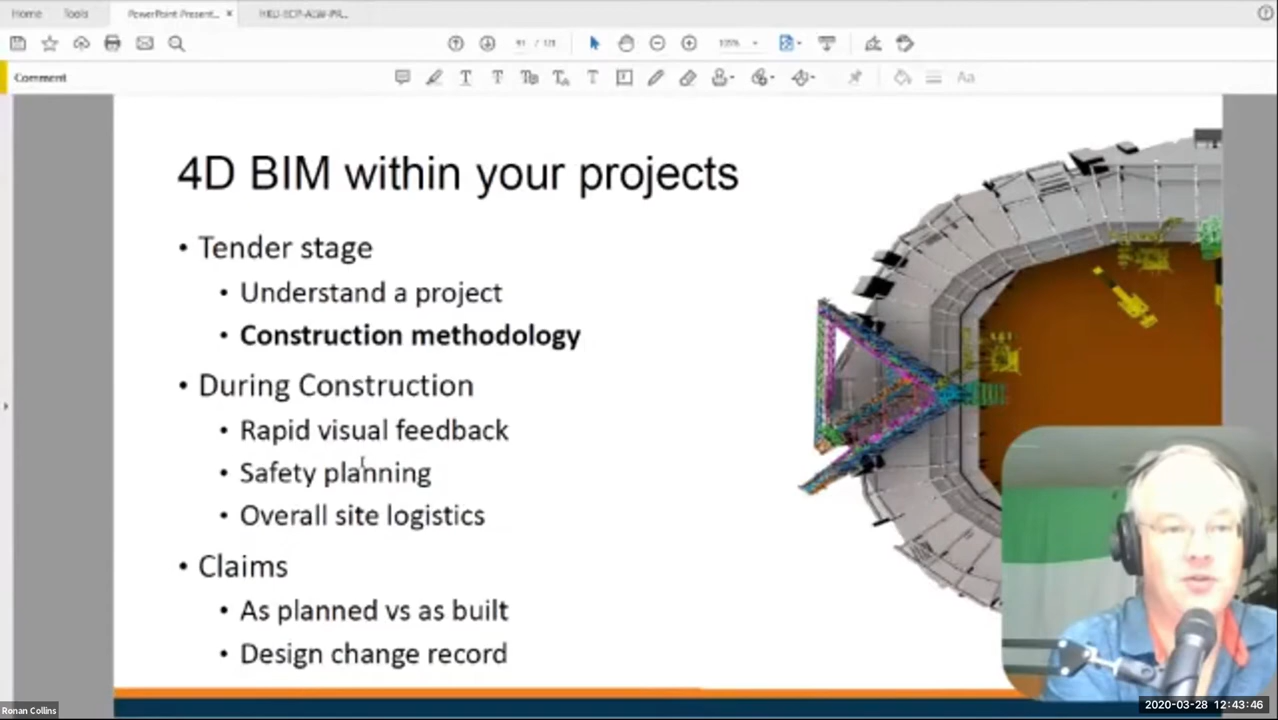 Home
Tools
PowerPoint Present...
×
Comment
Aa
4D BIM within your projects
• Tender stage
• Understand a project
• Construction methodology
• During Construction
• Rapid visual feedback
• Safety planning
• Overall site logistics
• Claims
• As planned vs as built
• Design change record
Ronan Collins
2020-03-28 12:43:46